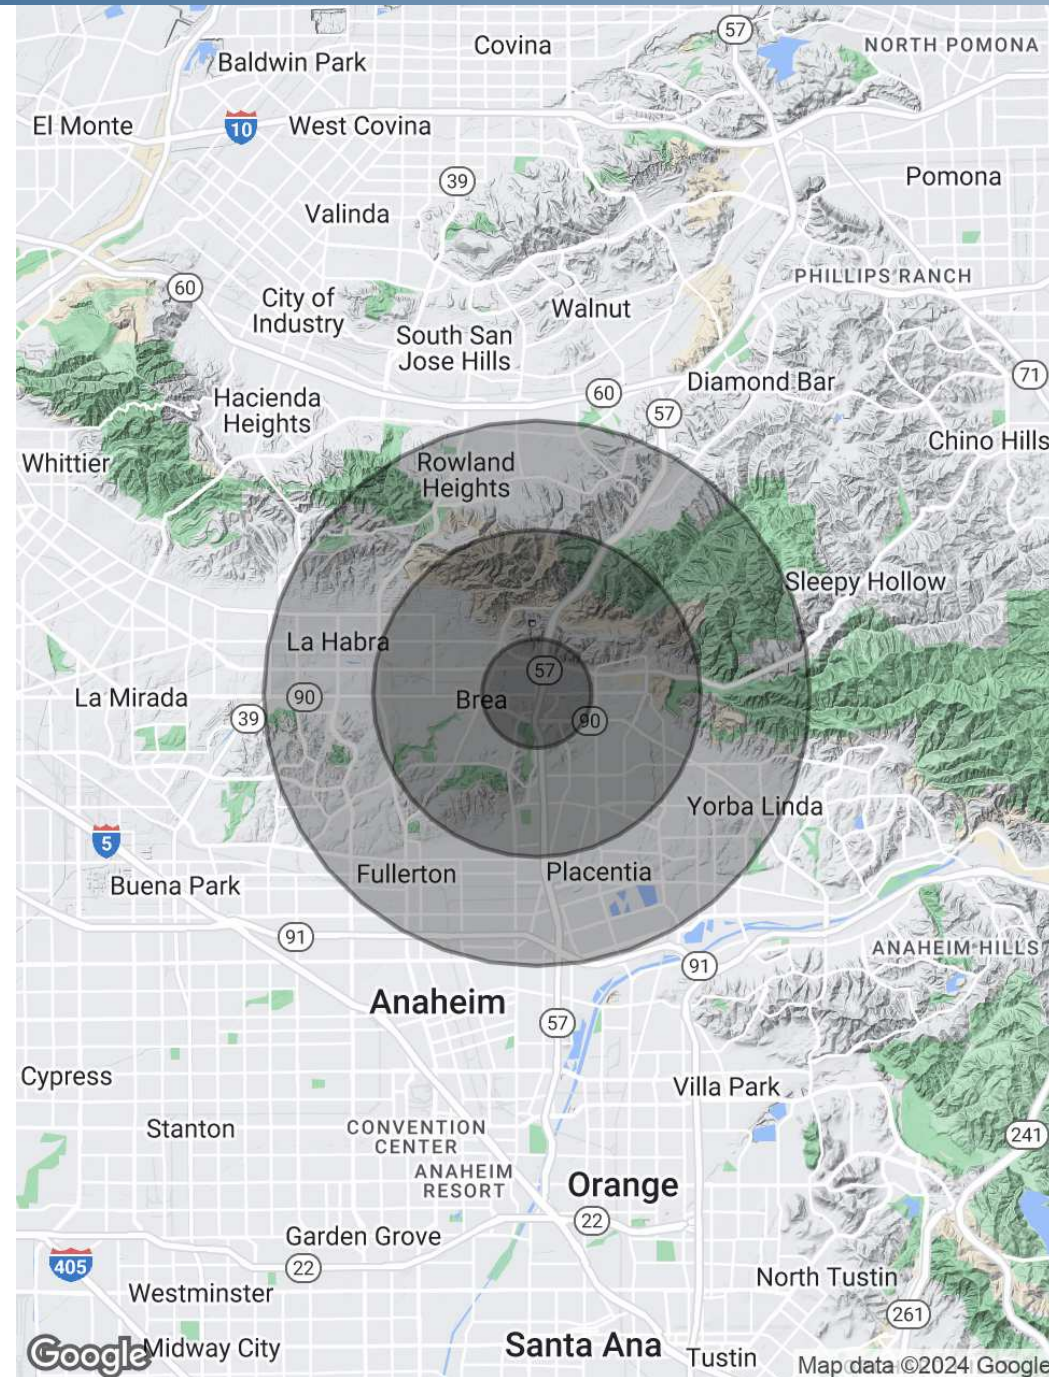 57
Covina
NORTH POMONA
Baldwin Park
El Monte
10
West Covina
39
Pomona
Valinda
PHILLIPS RANCH
60
City of
Industry
Walnut
South San
Jose Hills
71
Diamond Bar
60
Hacienda
Heights
57
Chino Hills
Whittier
Rowland
Heights
Sleepy Hollow
La Habra
57
La Mirada
90
Brea
39
90
Yorba Linda
5
Buena Park
Fullerton
Placentia
91
ANAHEIM HILLS
91
Anaheim
57
Cypress
Villa Park
Stanton
CONVENTION
CENTER
241
ANAHEIM
RESORT
Orange
22
Garden Grove
405
22
North Tustin
Westminster
261
Google
Midway City
Santa Ana
Tustin
Map data ©2024 Google